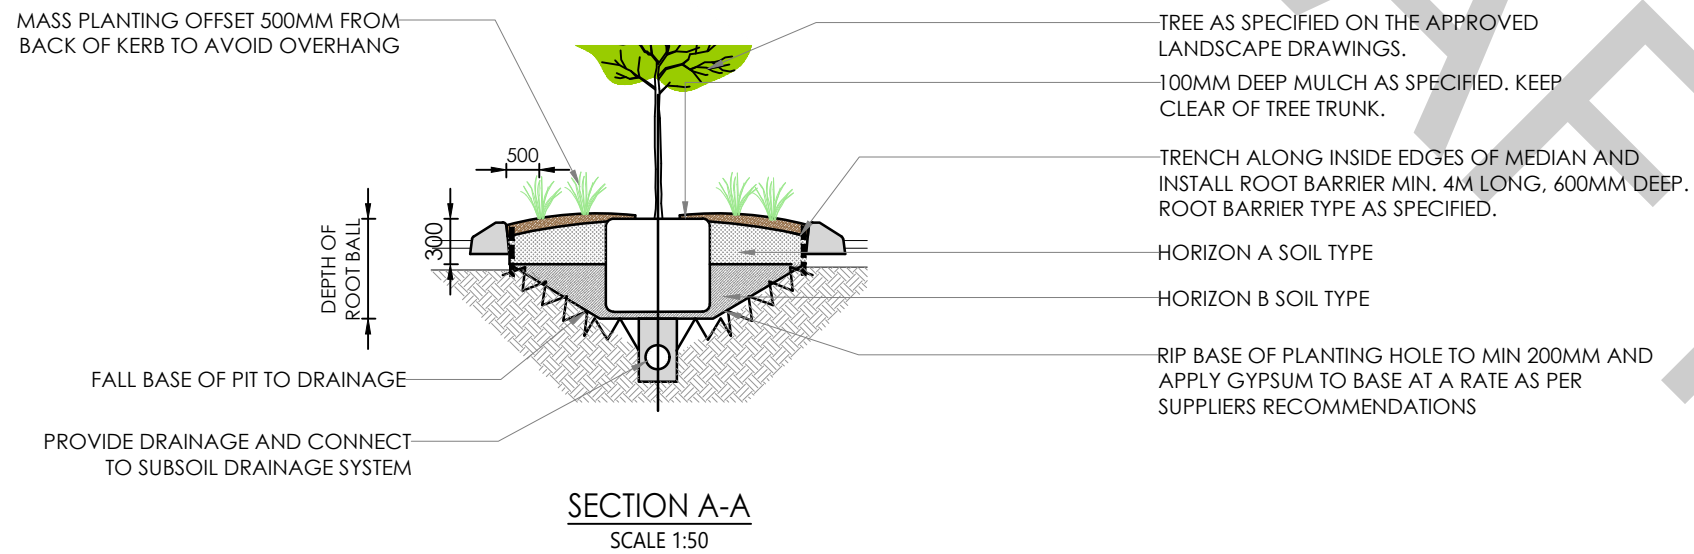 MASS PLANTING OFFSET 500MM FROM
BACK OF KERB TO AVOID OVERHANG
TREE AS SPECIFIED ON THE APPROVED
LANDSCAPE DRAWINGS.
100MM DEEP MULCH AS SPECIFIED. KEEP
CLEAR OF TREE TRUNK.
TRENCH ALONG INSIDE EDGES OF MEDIAN AND
INSTALL ROOT BARRIER MIN. 4M LONG, 600MM DEEP.
ROOT BARRIER TYPE AS SPECIFIED.
500
300
DEPTH OF
ROOT BALL
HORIZON A SOIL TYPE
HORIZON B SOIL TYPE
RIP BASE OF PLANTING HOLE TO MIN 200MM AND
APPLY GYPSUM TO BASE AT A RATE AS PER
SUPPLIERS RECOMMENDATIONS
FALL BASE OF PIT TO DRAINAGE
PROVIDE DRAINAGE AND CONNECT
TO SUBSOIL DRAINAGE SYSTEM
SECTION A-A
SCALE 1:50